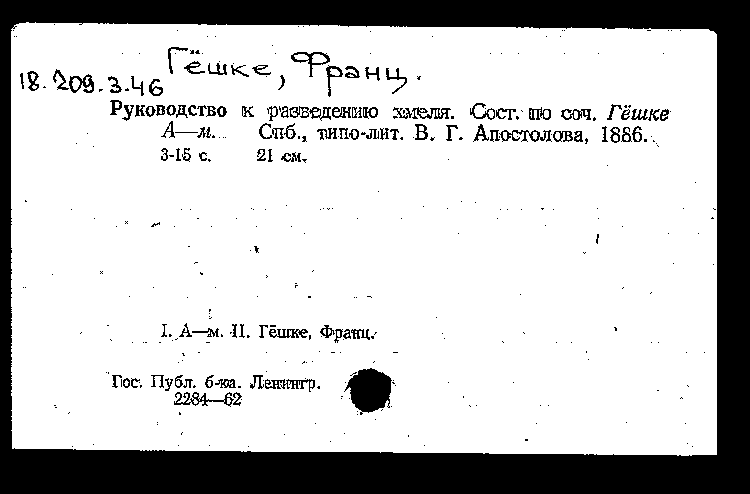 Гёшке, Франц.
18.209.3.46
Руководство к разведению хмеля. Сост. по соч. Гёшке
А—м. Спб., типо-лит. В. Г. Апостолова, 1886.
3-15 с. 21 см.
I. А—м. II. Гёшке, Франц.
Гос. Публ. б-ка. Ленингр.
2284—62